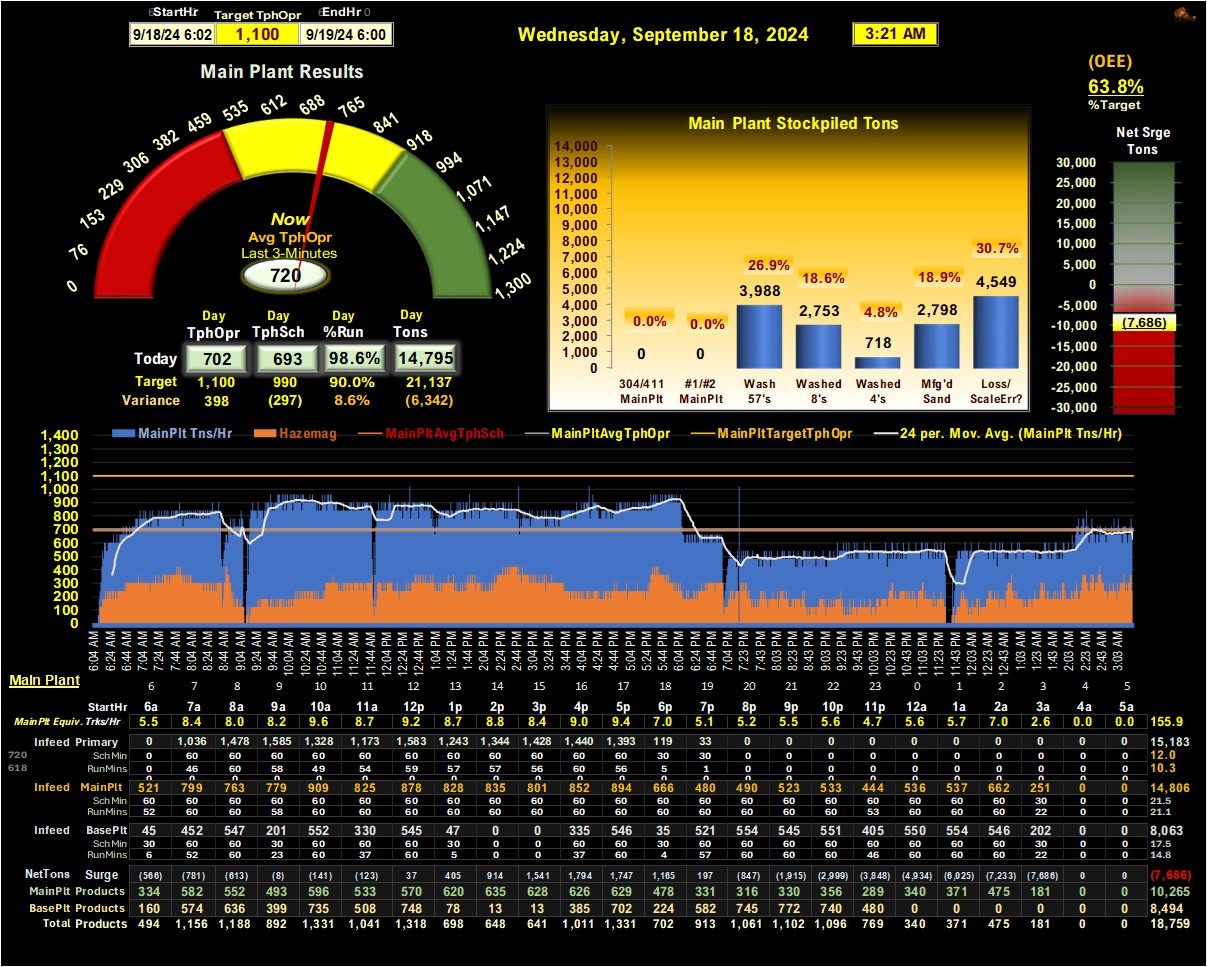 6StartHr Target TphOpr 6EndHr 0
9/18/24 6:02 1,100 9/19/24 6:00
Wednesday, September 18, 2024
3:21 AM
(OEE)
63.8%
%Target
Main Plant Results
0 76 153 229 306 382 459 535 612 688 765 841 918 994 1,071 1,147 1,224 1,300
Now
Avg TphOpr
Last 3-Minutes
720
Day Day Day Day
TphOpr TphSch %Run Tons
Today 702 693 98.6% 14,795
Target 1,100 990 90.0% 21,137
Variance 398 (297) 8.6% (6,342)
Main Plant Stockpiled Tons
14,000
13,000
12,000
11,000
10,000
9,000
8,000
7,000
6,000
5,000
4,000
3,000
2,000
1,000
0
0.0% 0.0% 26.9% 18.6% 4.8% 18.9% 30.7%
0 0 3,988 2,753 718 2,798 4,549
304/411 #1/#2 Wash Washed Washed Mfg'd Loss/
MainPlt MainPlt 57's 8's 4's Sand ScaleErr?
Net Srge
Tons
30,000
25,000
20,000
15,000
10,000
5,000
0
-5,000
-10,000
-15,000
-20,000
-25,000
-30,000
(7,686)
MainPlt Tns/Hr Hazemag MainPltAvgTphSch MainPltAvgTphOpr MainPltTargetTphOpr 24 per. Mov. Avg. (MainPlt Tns/Hr)
1,400
1,300
1,200
1,100
1,000
900
800
700
600
500
400
300
200
100
0
6:04 AM 6:24 AM 6:44 AM 7:04 AM 7:24 AM 7:44 AM 8:04 AM 8:24 AM 8:44 AM 9:04 AM 9:24 AM 9:44 AM 10:04 AM 10:24 AM 10:44 AM 11:04 AM 11:24 AM 11:44 AM 12:04 PM 12:24 PM 12:44 PM 1:04 PM 1:24 PM 1:44 PM 2:04 PM 2:24 PM 2:44 PM 3:04 PM 3:24 PM 3:44 PM 4:04 PM 4:24 PM 4:44 PM 5:04 PM 5:24 PM 5:44 PM 6:04 PM 6:24 PM 6:44 PM 7:04 PM 7:23 PM 7:43 PM 8:03 PM 8:23 PM 8:43 PM 9:03 PM 9:23 PM 9:43 PM 10:03 PM 10:23 PM 10:43 PM 11:03 PM 11:23 PM 11:43 PM 12:03 AM 12:23 AM 12:43 AM 1:03 AM 1:23 AM 1:43 AM 2:03 AM 2:23 AM 2:43 AM 3:03 AM
Main Plant
6 7 8 9 10 11 12 13 14 15 16 17 18 19 20 21 22 23 0 1 2 3 4 5
StartHr 6a 7a 8a 9a 10a 11a 12p 1p 2p 3p 4p 5p 6p 7p 8p 9p 10p 11p 12a 1a 2a 3a 4a 5a
MainPlt Equiv. Trks/Hr 5.5 8.4 8.0 8.2 9.6 8.7 9.2 8.7 8.8 8.4 9.0 9.4 7.0 5.1 5.2 5.5 5.6 4.7 5.6 5.7 7.0 2.6 0.0 0.0 155.9
Infeed Primary 0 1,036 1,478 1,585 1,328 1,173 1,583 1,243 1,344 1,428 1,440 1,393 119 33 0 0 0 0 0 0 0 0 0 0 15,183
720 SchMin 0 60 60 60 60 60 60 60 60 60 60 60 30 30 0 0 0 0 0 0 0 0 0 0 12.0
618 RunMins 0 46 60 58 49 54 59 57 57 56 60 56 5 1 0 0 0 0 0 0 0 0 0 0 10.3
0 0 0 0 0 0 0 0 0 0 0 0 0 0 0 0 0 0 0 0 0 0 0 0
Infeed MainPlt 521 799 763 779 909 825 878 828 835 801 852 894 666 480 490 523 533 444 536 537 662 251 0 0 14,806
SchMin 60 60 60 60 60 60 60 60 60 60 60 60 60 60 60 60 60 60 60 60 60 30 0 0 21.5
RunMins 52 60 60 58 60 60 60 60 60 60 60 60 60 60 60 60 60 53 60 60 60 22 0 0 21.1
Infeed BasePlt 45 452 547 201 552 330 545 47 0 0 335 546 35 521 554 545 551 405 550 554 546 202 0 0 8,063
SchMin 30 60 60 30 60 60 60 30 0 0 60 60 30 60 60 60 60 60 60 60 60 30 0 0 17.5
RunMins 6 52 60 23 60 37 60 5 0 0 37 60 4 57 60 60 60 46 60 60 60 22 0 0 14.8
NetTons Surge (566) (781) (613) (8) (141) (123) 37 405 914 1,541 1,794 1,747 1,165 197 (847) (1,915) (2,999) (3,848) (4,934) (6,025) (7,233) (7,686) 0 0 (7,686)
MainPlt Products 334 582 552 493 596 533 570 620 635 628 626 629 478 331 316 330 356 289 340 371 475 181 0 0 10,265
BasePlt Products 160 574 636 399 735 508 748 78 13 13 385 702 224 582 745 772 740 480 0 0 0 0 0 0 8,494
Total Products 494 1,156 1,188 892 1,331 1,041 1,318 698 648 641 1,011 1,331 702 913 1,061 1,102 1,096 769 340 371 475 181 0 0 18,759